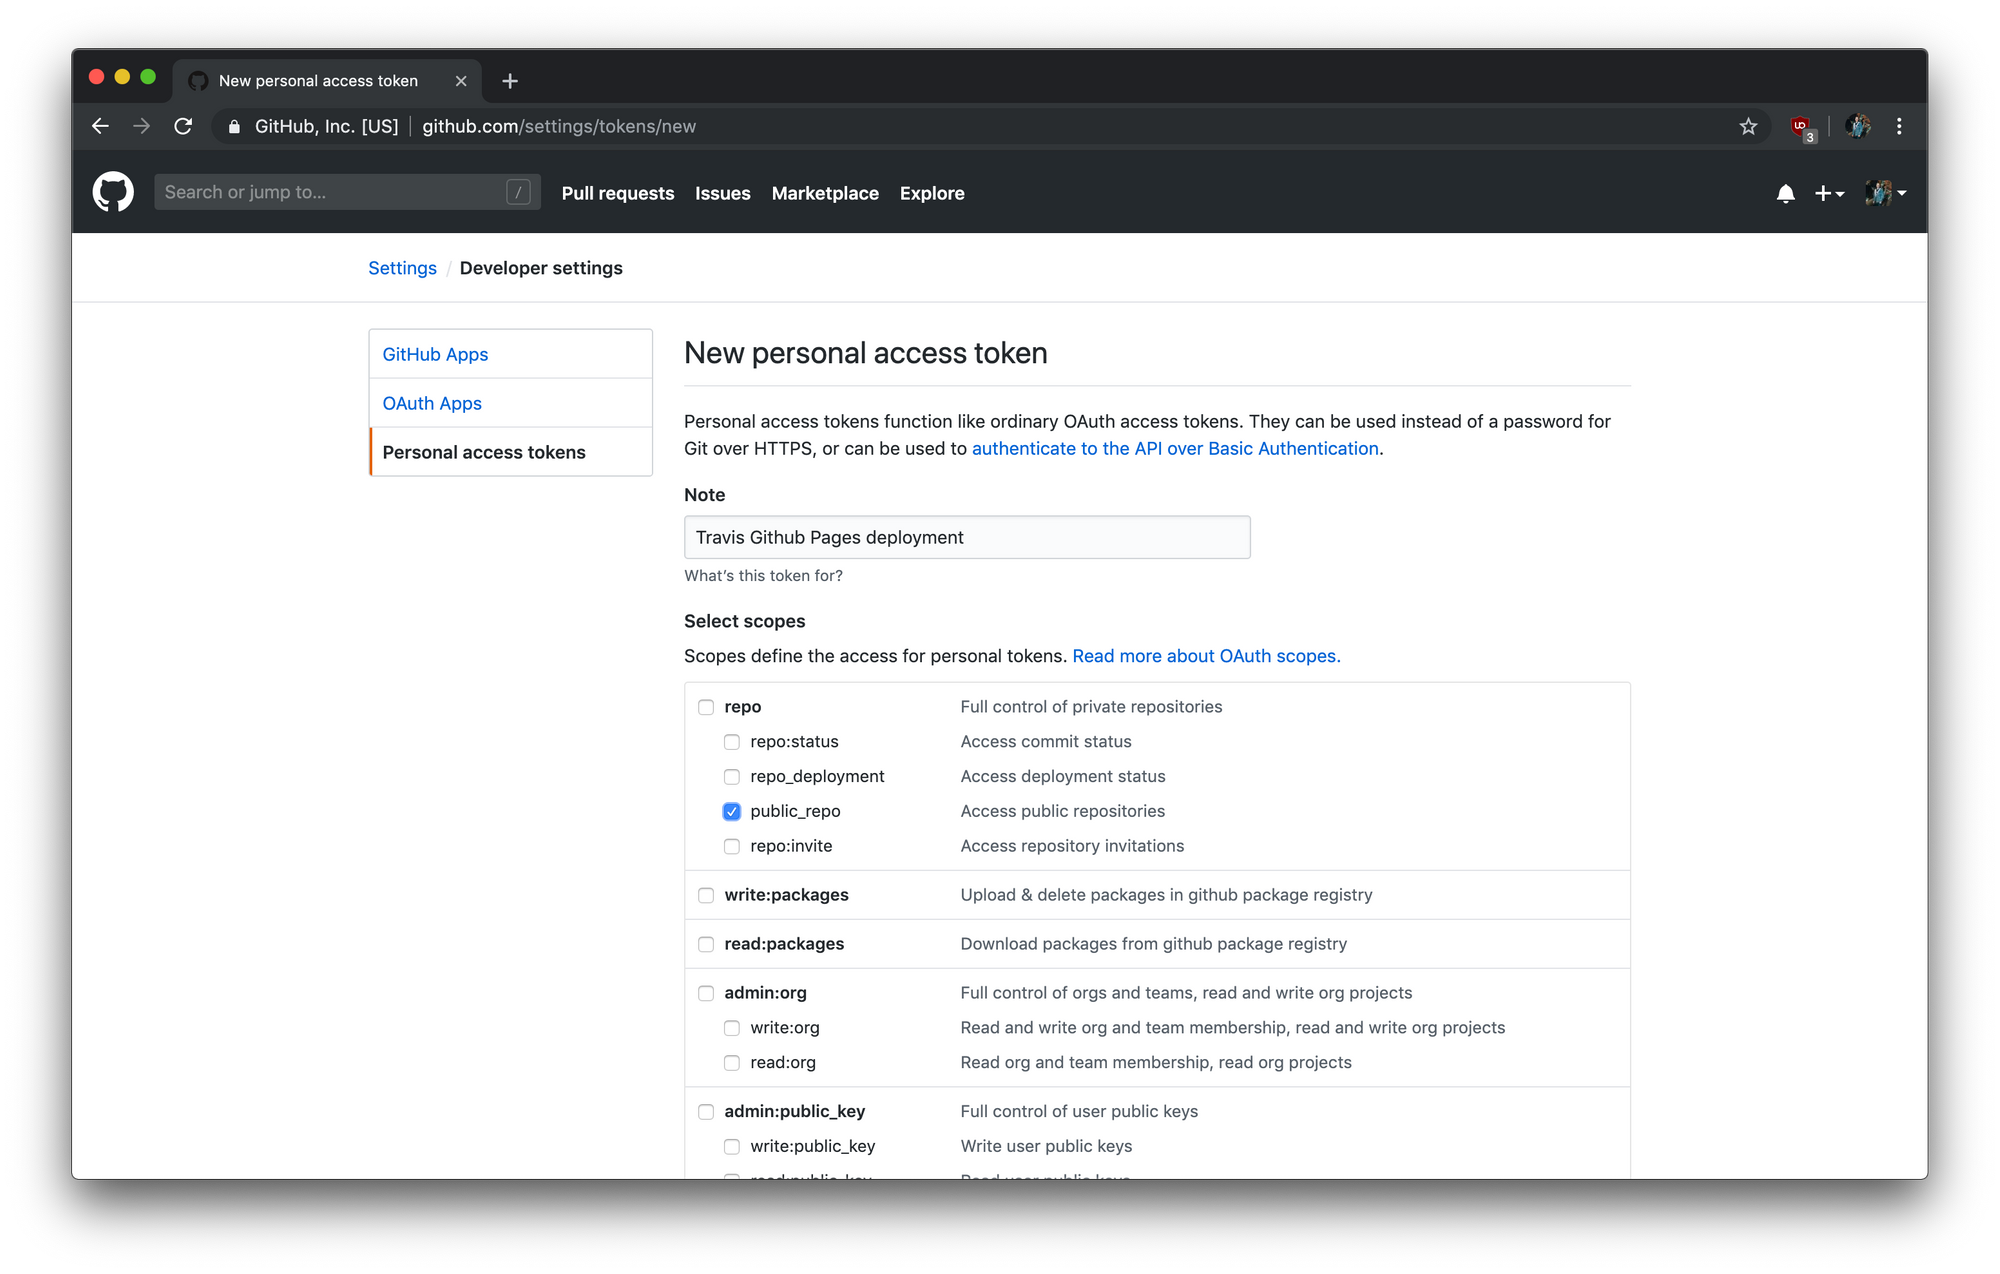 New personal access token
GitHub, Inc. [US] github.com/settings/tokens/new
3
Search or jump to... /
Pull requests Issues Marketplace Explore
Settings / Developer settings
GitHub Apps
OAuth Apps
Personal access tokens
New personal access token
Personal access tokens function like ordinary OAuth access tokens. They can be used instead of a password for
Git over HTTPS, or can be used to authenticate to the API over Basic Authentication.
Note
Travis Github Pages deployment
What's this token for?
Select scopes
Scopes define the access for personal tokens. Read more about OAuth scopes.
repo Full control of private repositories
repo:status Access commit status
repo_deployment Access deployment status
public_repo Access public repositories
repo:invite Access repository invitations
write:packages Upload & delete packages in github package registry
read:packages Download packages from github package registry
admin:org Full control of orgs and teams, read and write org projects
write:org Read and write org and team membership, read and write org projects
read:org Read org and team membership, read org projects
admin:public_key Full control of user public keys
write:public_key Write user public keys
read:public_key Read user public keys